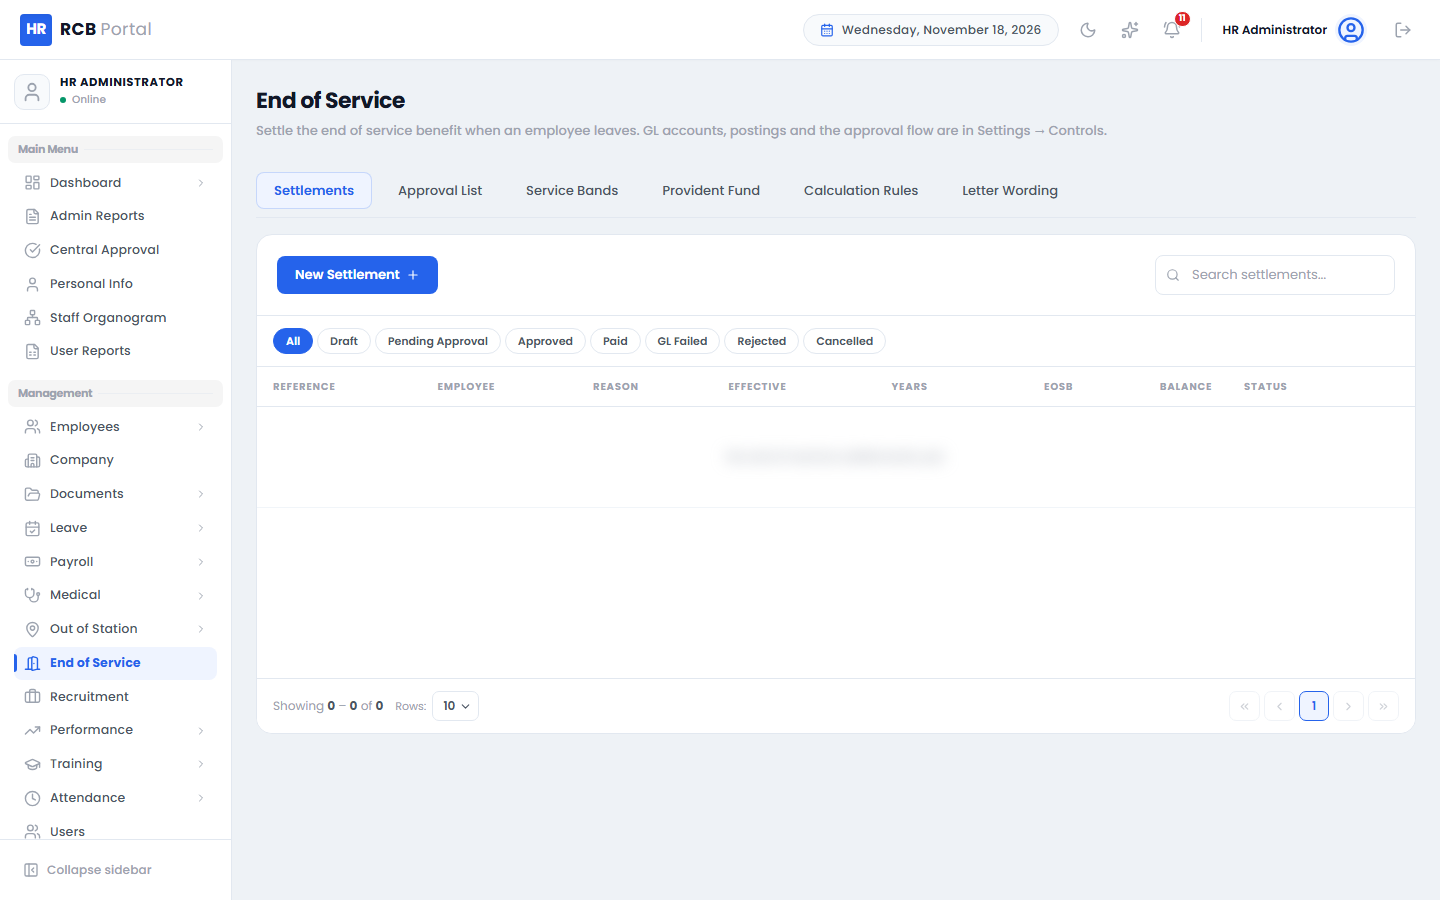 HR RCB Portal
Wednesday, November 18, 2026
11
HR Administrator
HR ADMINISTRATOR
Online
Main Menu
Dashboard
Admin Reports
Central Approval
Personal Info
Staff Organogram
User Reports
Management
Employees
Company
Documents
Leave
Payroll
Medical
Out of Station
End of Service
Recruitment
Performance
Training
Attendance
Users
Collapse sidebar
End of Service
Settle the end of service benefit when an employee leaves. GL accounts, postings and the approval flow are in Settings → Controls.
Settlements Approval List Service Bands Provident Fund Calculation Rules Letter Wording
New Settlement +
Search settlements...
All Draft Pending Approval Approved Paid GL Failed Rejected Cancelled
REFERENCE EMPLOYEE REASON EFFECTIVE YEARS EOSB BALANCE STATUS
Showing 0 – 0 of 0 Rows: 10
« ‹ 1 › »